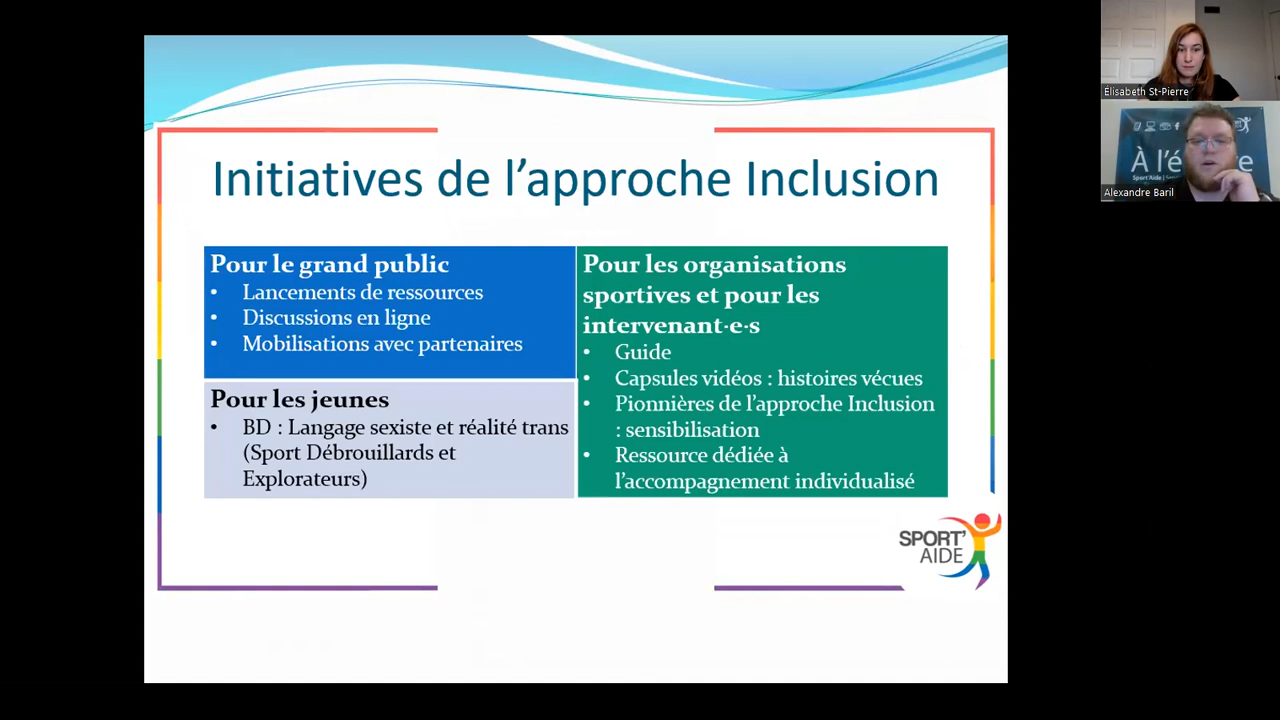 Initiatives de l’approche Inclusion
Pour le grand public
• Lancements de ressources
• Discussions en ligne
• Mobilisations avec partenaires
Pour les jeunes
• BD : Langage sexiste et réalité trans
(Sport Débrouillards et
Explorateurs)
Pour les organisations
sportives et pour les
intervenant·e·s
• Guide
• Capsules vidéos : histoires vécues
• Pionnières de l’approche Inclusion
: sensibilisation
• Ressource dédiée à
l’accompagnement individualisé
SPORT’
AIDE
Élisabeth St-Pierre
À l’é
e
Sport'Aide
Alexandre Baril